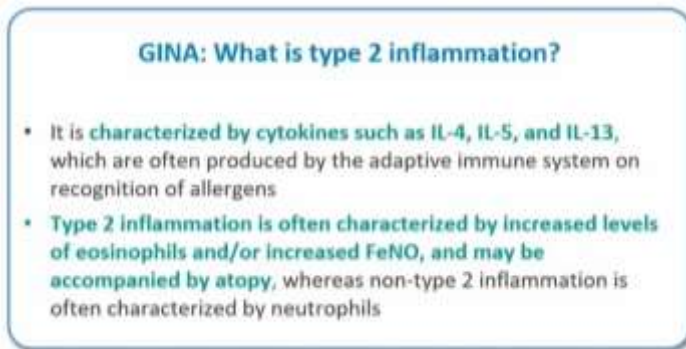 GINA: What is type 2 inflammation?
• It is characterized by cytokines such as IL-4, IL-5, and IL-13,
which are often produced by the adaptive immune system on
recognition of allergens
• Type 2 inflammation is often characterized by increased levels
of eosinophils and/or increased FeNO, and may be
accompanied by atopy, whereas non-type 2 inflammation is
often characterized by neutrophils